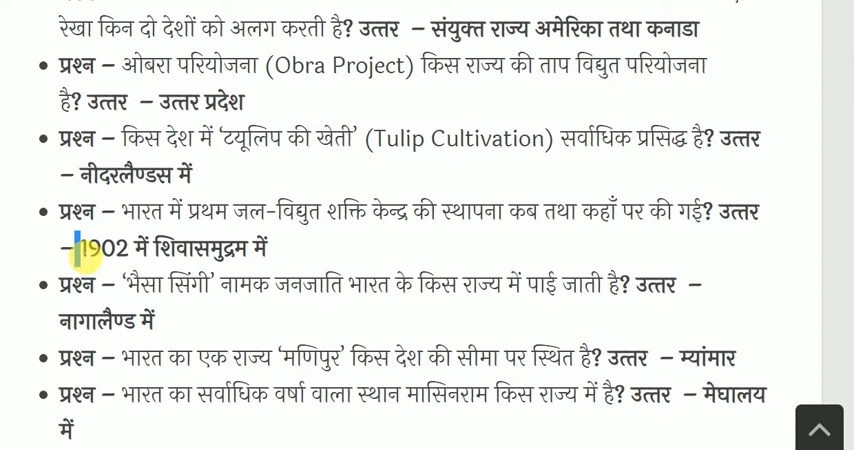 रेखा किन दो देशों को अलग करती है? उत्तर – संयुक्त राज्य अमेरिका तथा कनाडा
• प्रश्न – ओबरा परियोजना (Obra Project) किस राज्य की ताप विद्युत परियोजना
है? उत्तर – उत्तर प्रदेश
• प्रश्न – किस देश में ‘टयूलिप की खेती’ (Tulip Cultivation) सर्वाधिक प्रसिद्ध है? उत्तर
– नीदरलैण्डस में
• प्रश्न – भारत में प्रथम जल-विद्युत शक्ति केन्द्र की स्थापना कब तथा कहाँ पर की गई? उत्तर
– 1902 में शिवासमुद्रम में
• प्रश्न – ‘भैसा सिंगी’ नामक जनजाति भारत के किस राज्य में पाई जाती है? उत्तर –
नागालैण्ड में
• प्रश्न – भारत का एक राज्य ‘मणिपुर’ किस देश की सीमा पर स्थित है? उत्तर – म्यांमार
• प्रश्न – भारत का सर्वाधिक वर्षा वाला स्थान मासिनराम किस राज्य में है? उत्तर – मेघालय
में